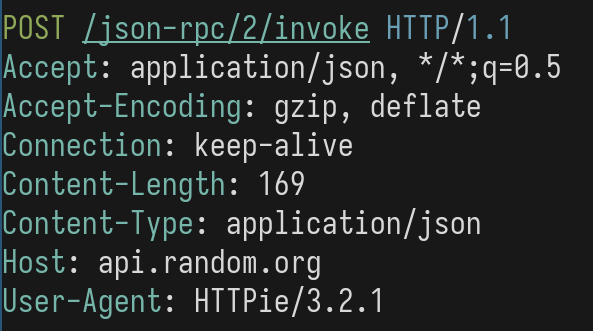 POST /json-rpc/2/invoke HTTP/1.1
Accept: application/json, */*;q=0.5
Accept-Encoding: gzip, deflate
Connection: keep-alive
Content-Length: 169
Content-Type: application/json
Host: api.random.org
User-Agent: HTTPie/3.2.1